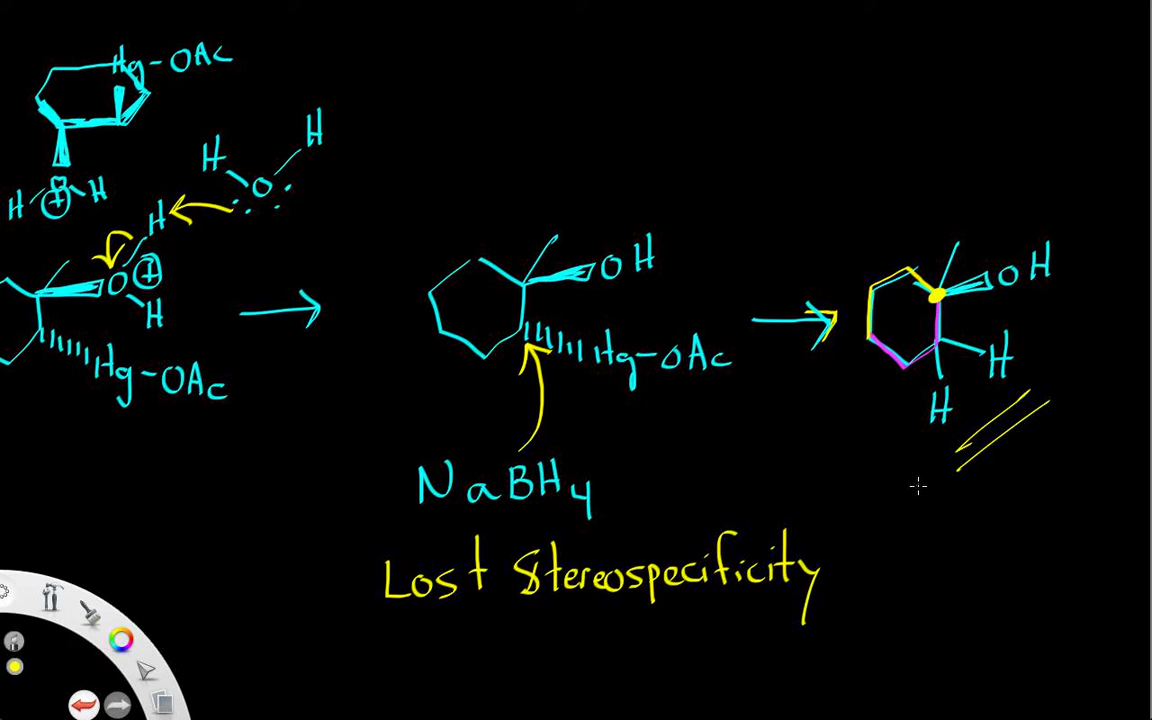 Hg-OAc
H
H
O
H ⊕ H
H
O ⊕
H
Hg-OAc
OH
Hg-OAc
NaBH4
OH
H
H
Lost Stereospecificity